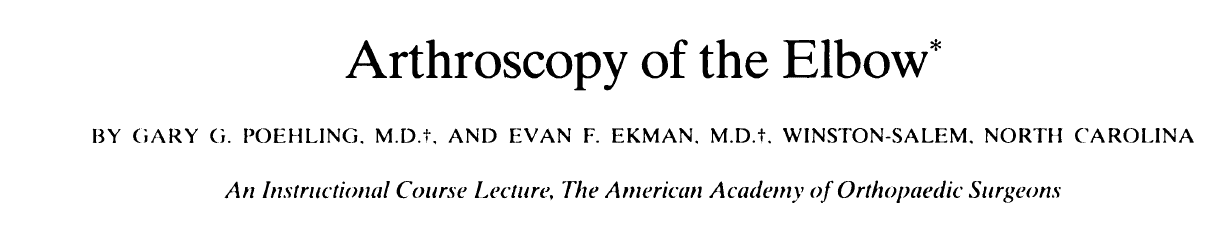 Arthroscopy of the Elbow*
BY GARY G. POEHLING, M.D.†, AND EVAN F. EKMAN, M.D.†, WINSTON-SALEM, NORTH CAROLINA
An Instructional Course Lecture, The American Academy of Orthopaedic Surgeons